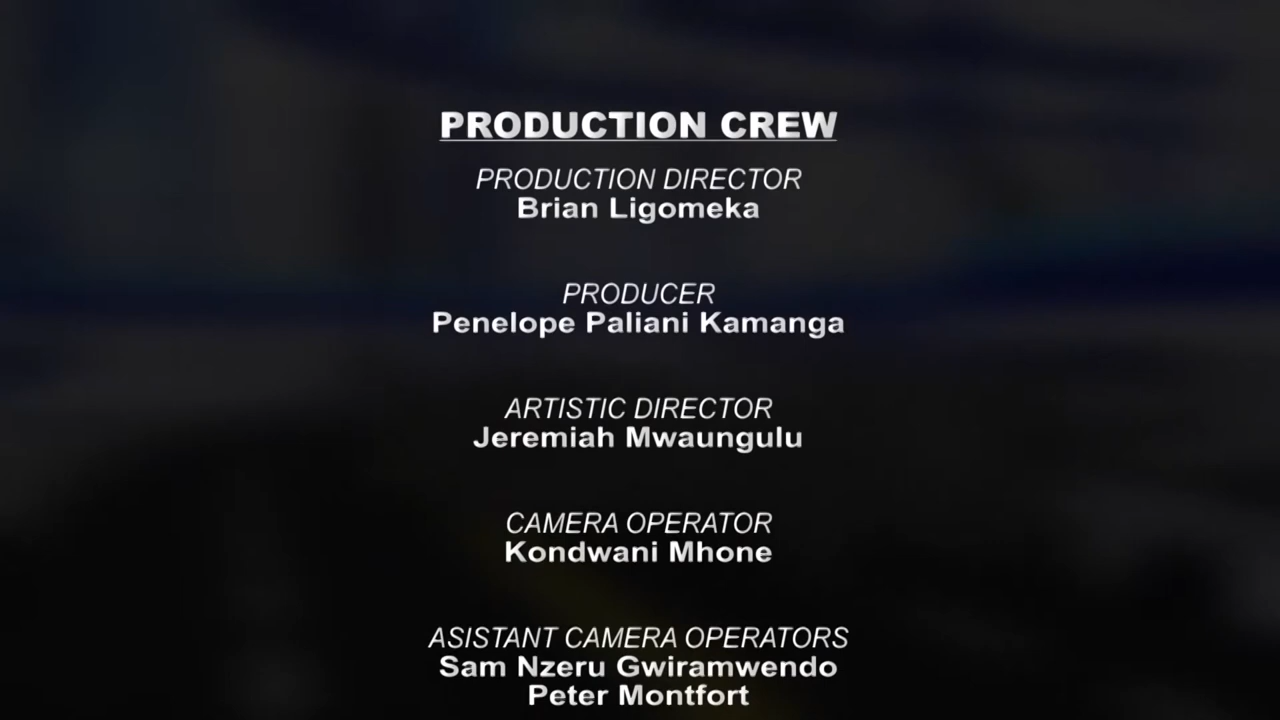 PRODUCTION CREW
PRODUCTION DIRECTOR
Brian Ligomeka
PRODUCER
Penelope Paliani Kamanga
ARTISTIC DIRECTOR
Jeremiah Mwaungulu
CAMERA OPERATOR
Kondwani Mhone
ASISTANT CAMERA OPERATORS
Sam Nzeru Gwiramwendo
Peter Montfort